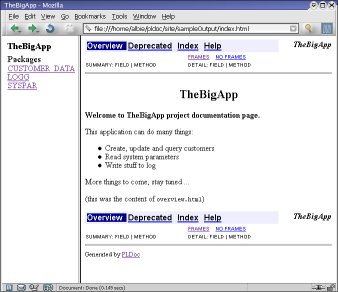 TheBigApp - Mozilla
File Edit View Go Bookmarks Tools Window Help
file:///home/albie/pldoc/site/sampleOutput/index.html
TheBigApp
Packages
CUSTOMER_DATA
LOGG
SYSPAR
Overview Deprecated Index Help
TheBigApp
FRAMES NO FRAMES
SUMMARY: FIELD | METHOD DETAIL: FIELD | METHOD
TheBigApp
Welcome to TheBigApp project documentation page.
This application can do many things:
Create, update and query customers
Read system parameters
Write stuff to log
More things to come, stay tuned ...
(this was the content of overview.html)
Overview Deprecated Index Help
TheBigApp
FRAMES NO FRAMES
SUMMARY: FIELD | METHOD DETAIL: FIELD | METHOD
Generated by PLDoc
Document: Done (0.149 secs)